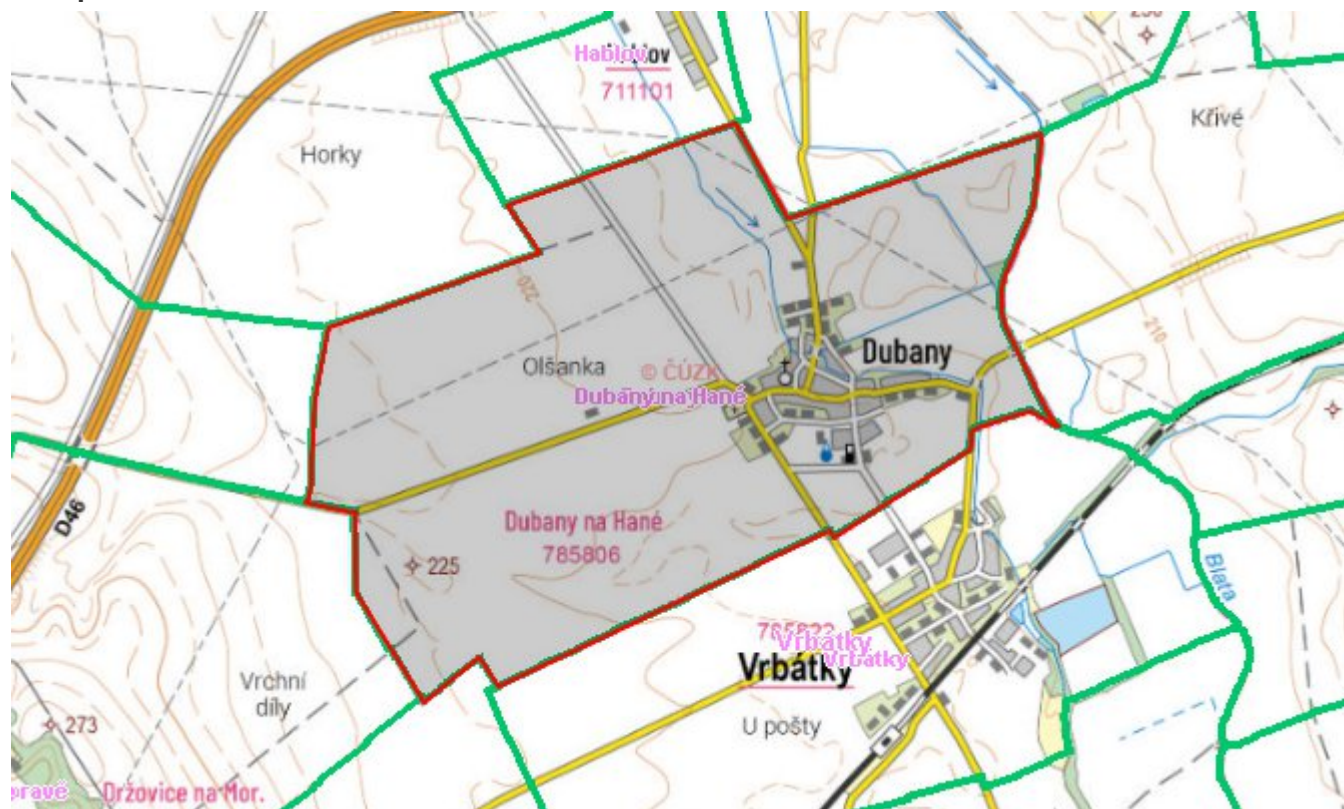 Hablov
711101
Křivé
Horky
220
Dubany
Olšanka
© ČÚZK
Dubany na Hané
210
D46
Dubany na Hané
785806
225
Blata
Vrbátky
Vrbátky
Vrbátky
Vrchní
díly
U pošty
273
Držovice na Mor.